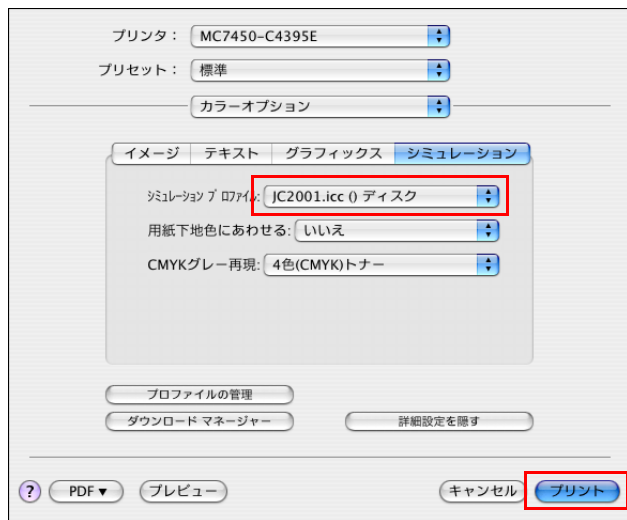 プリンタ： MC7450-C4395E
プリセット： 標準
カラーオプション
イメージ テキスト グラフィックス シミュレーション
シミュレーション プロファイル: JC2001.icc () ディスク
用紙下地色にあわせる: いいえ
CMYKグレー再現: 4色(CMYK)トナー
プロファイルの管理
ダウンロード マネージャー 詳細設定を隠す
? PDF▼ プレビュー キャンセル プリント